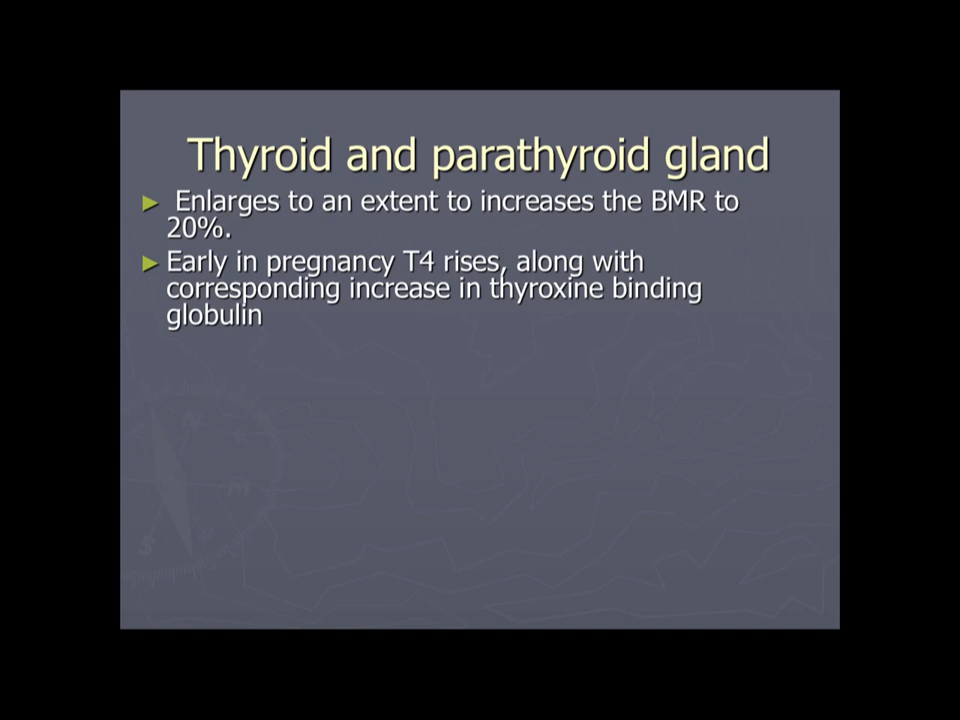 Thyroid and parathyroid gland
► Enlarges to an extent to increases the BMR to
20%.
► Early in pregnancy T4 rises, along with
corresponding increase in thyroxine binding
globulin